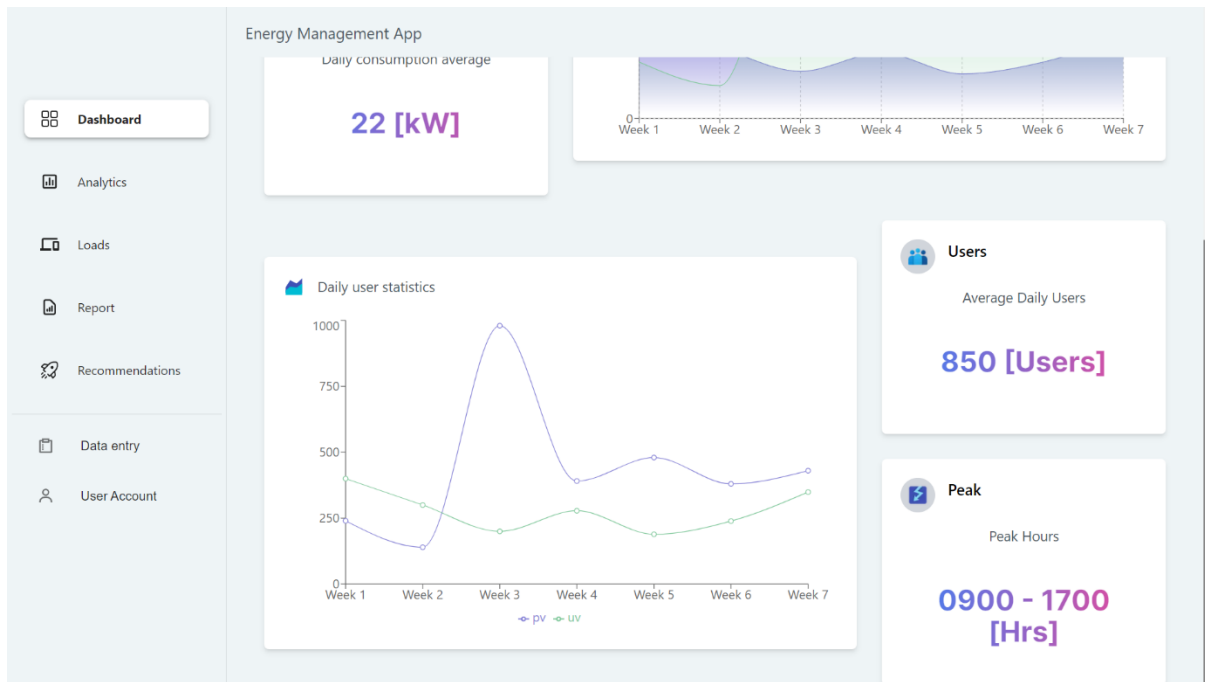 Energy Management App
Dashboard
Analytics
Loads
Report
Recommendations
Data entry
User Account
Daily consumption average
22 [kW]
0
Week 1 Week 2 Week 3 Week 4 Week 5 Week 6 Week 7
Daily user statistics
1000
750
500
250
0
Week 1 Week 2 Week 3 Week 4 Week 5 Week 6 Week 7
pv uv
Users
Average Daily Users
850 [Users]
Peak
Peak Hours
0900 - 1700
[Hrs]